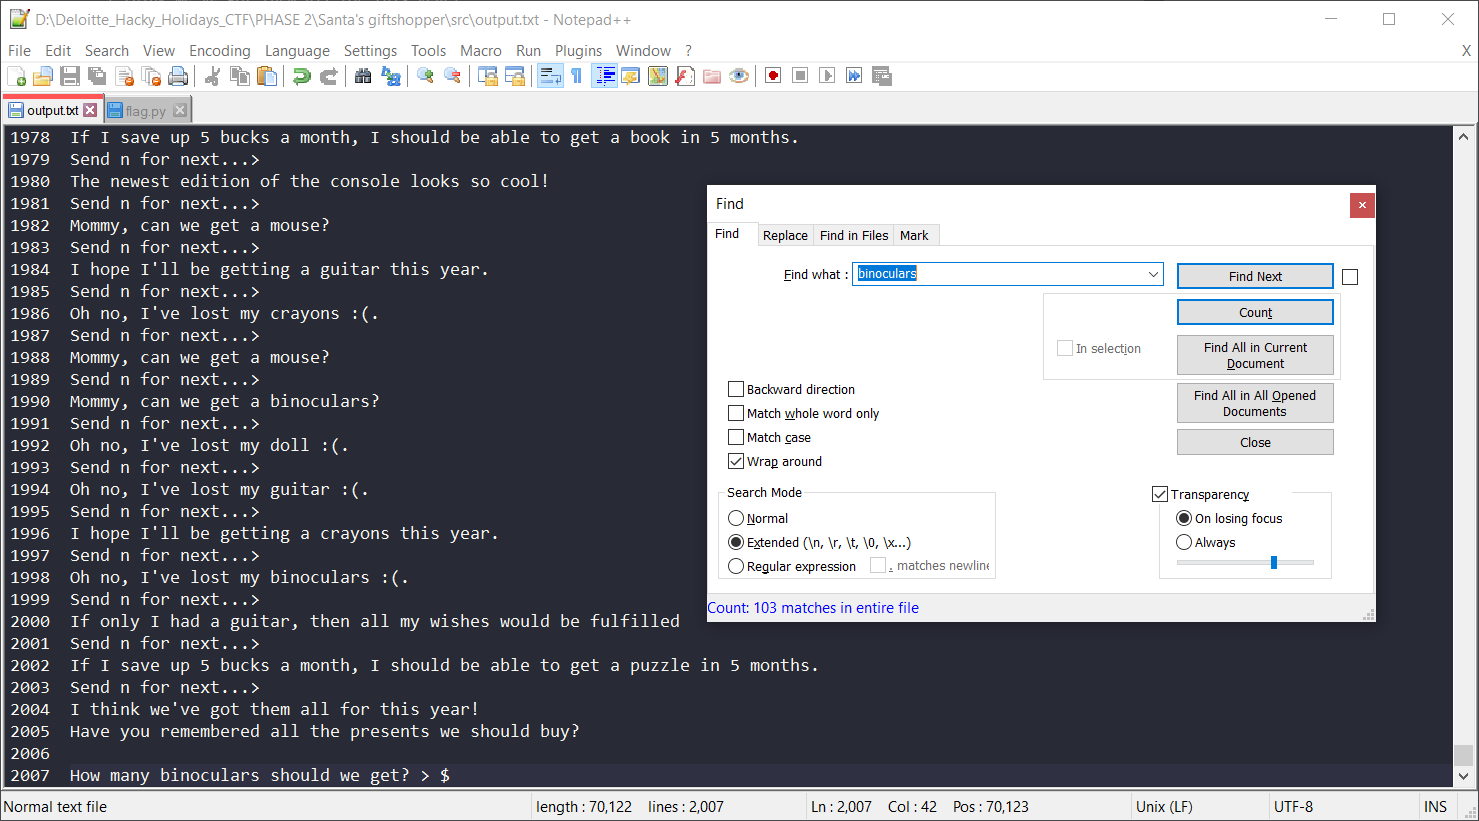 D:\Deloitte_Hacky_Holidays_CTF\PHASE 2\Santa's giftshopper\src\output.txt - Notepad++
File Edit Search View Encoding Language Settings Tools Macro Run Plugins Window ? X
output.txt flag.py
1978 If I save up 5 bucks a month, I should be able to get a book in 5 months.
1979 Send n for next...>
1980 The newest edition of the console looks so cool!
1981 Send n for next...>
1982 Mommy, can we get a mouse?
1983 Send n for next...>
1984 I hope I'll be getting a guitar this year.
1985 Send n for next...>
1986 Oh no, I've lost my crayons :(.
1987 Send n for next...>
1988 Mommy, can we get a mouse?
1989 Send n for next...>
1990 Mommy, can we get a binoculars?
1991 Send n for next...>
1992 Oh no, I've lost my doll :(.
1993 Send n for next...>
1994 Oh no, I've lost my guitar :(.
1995 Send n for next...>
1996 I hope I'll be getting a crayons this year.
1997 Send n for next...>
1998 Oh no, I've lost my binoculars :(.
1999 Send n for next...>
2000 If only I had a guitar, then all my wishes would be fulfilled
2001 Send n for next...>
2002 If I save up 5 bucks a month, I should be able to get a puzzle in 5 months.
2003 Send n for next...>
2004 I think we've got them all for this year!
2005 Have you remembered all the presents we should buy?
2006
2007 How many binoculars should we get? > $
Find
Find Replace Find in Files Mark
Find what : binoculars
Find Next
Count
In selection
Find All in Current
Document
Find All in All Opened
Documents
Close
Backward direction
Match whole word only
Match case
Wrap around
Search Mode
Normal
Extended (\n, \r, \t, \0, \x...)
Regular expression . matches newline
Transparency
On losing focus
Always
Count: 103 matches in entire file
Normal text file length : 70,122 lines : 2,007 Ln : 2,007 Col : 42 Pos : 70,123 Unix (LF) UTF-8 INS